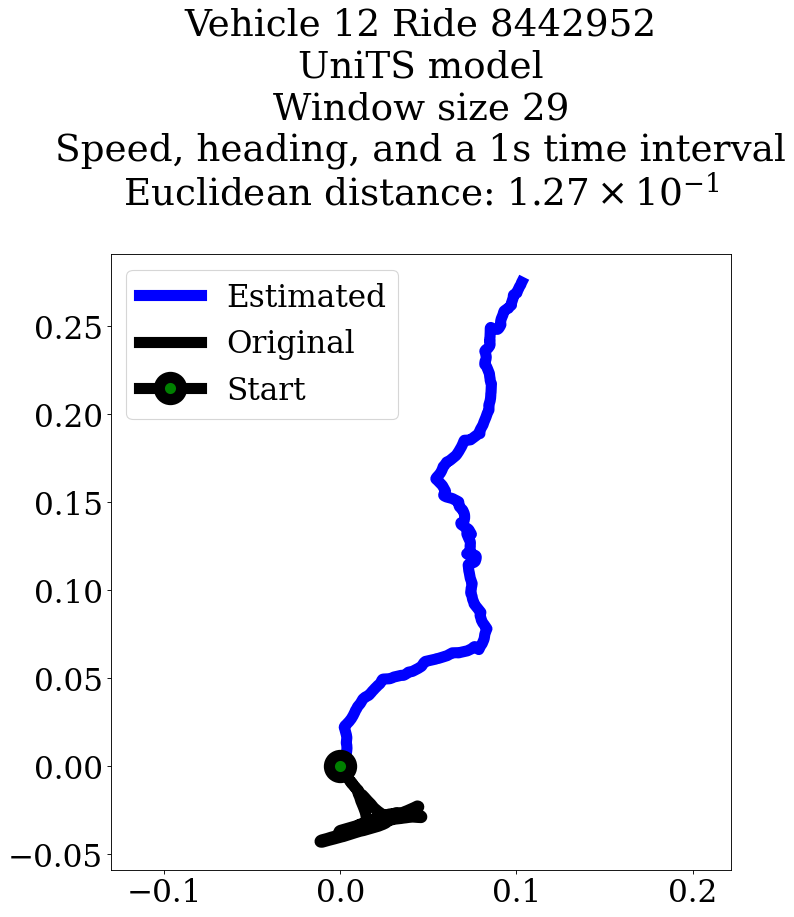 Vehicle 12 Ride 8442952
UniTS model
Window size 29
Speed, heading, and a 1s time interval
Euclidean distance: 1.27 × 10⁻¹
Estimated
Original
Start
0.25
0.20
0.15
0.10
0.05
0.00
−0.05
−0.1
0.0
0.1
0.2